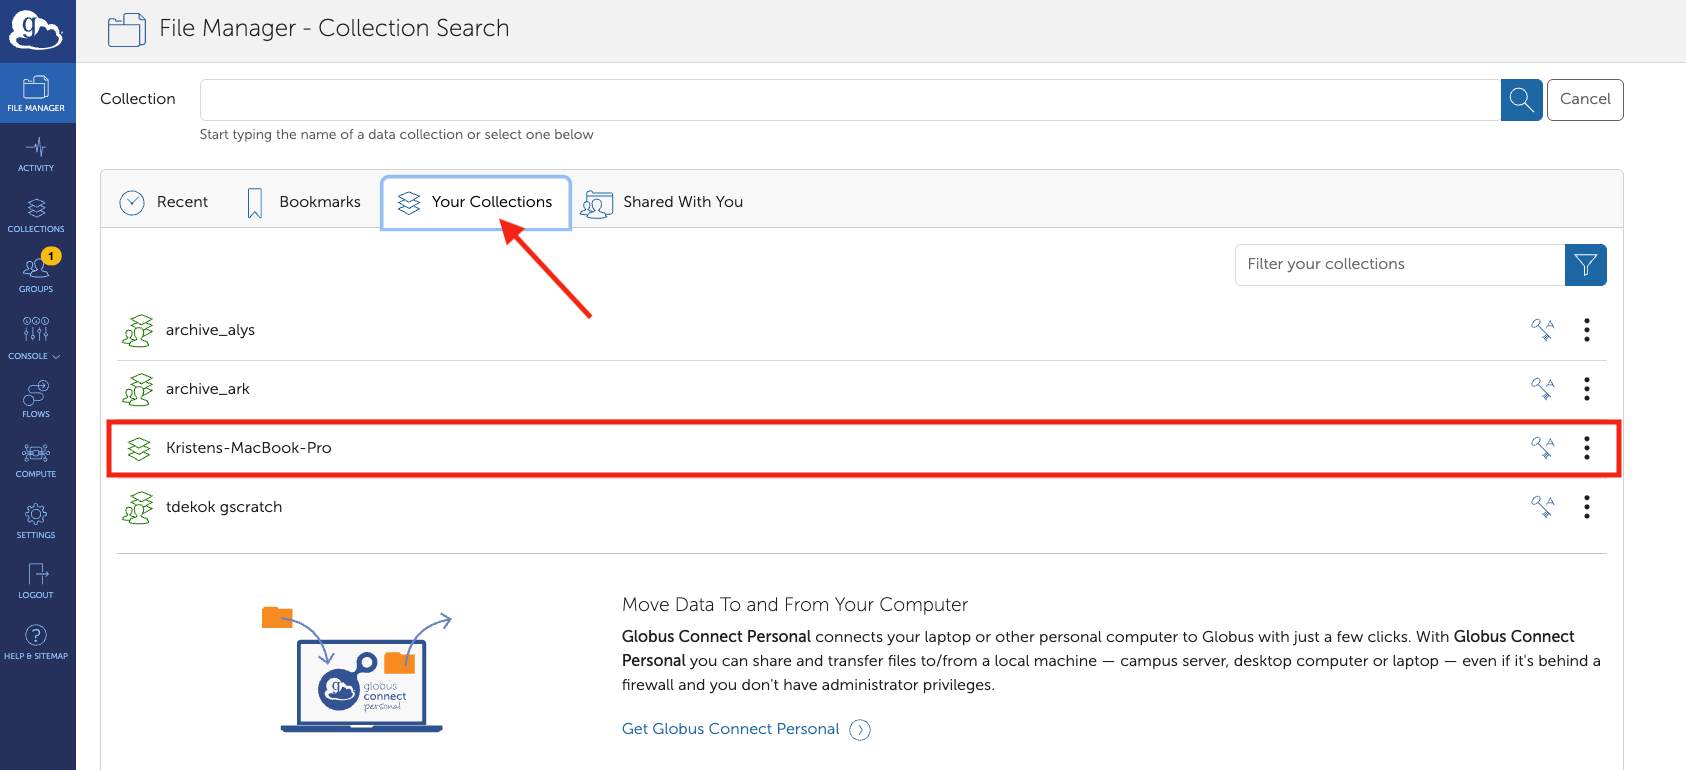 g
File Manager - Collection Search
FILE MANAGER
ACTIVITY
COLLECTIONS
1
GROUPS
CONSOLE
FLOWS
COMPUTE
SETTINGS
LOGOUT
?
HELP & SITEMAP
Collection
Cancel
Start typing the name of a data collection or select one below
Recent
Bookmarks
Your Collections
Shared With You
Filter your collections
archive_alys
A
archive_ark
A
Kristens-MacBook-Pro
A
tdekok gscratch
A
g
globus
connect
personal
Move Data To and From Your Computer
Globus Connect Personal connects your laptop or other personal computer to Globus with just a few clicks. With Globus Connect
Personal you can share and transfer files to/from a local machine — campus server, desktop computer or laptop — even if it's behind a
firewall and you don't have administrator privileges.
Get Globus Connect Personal